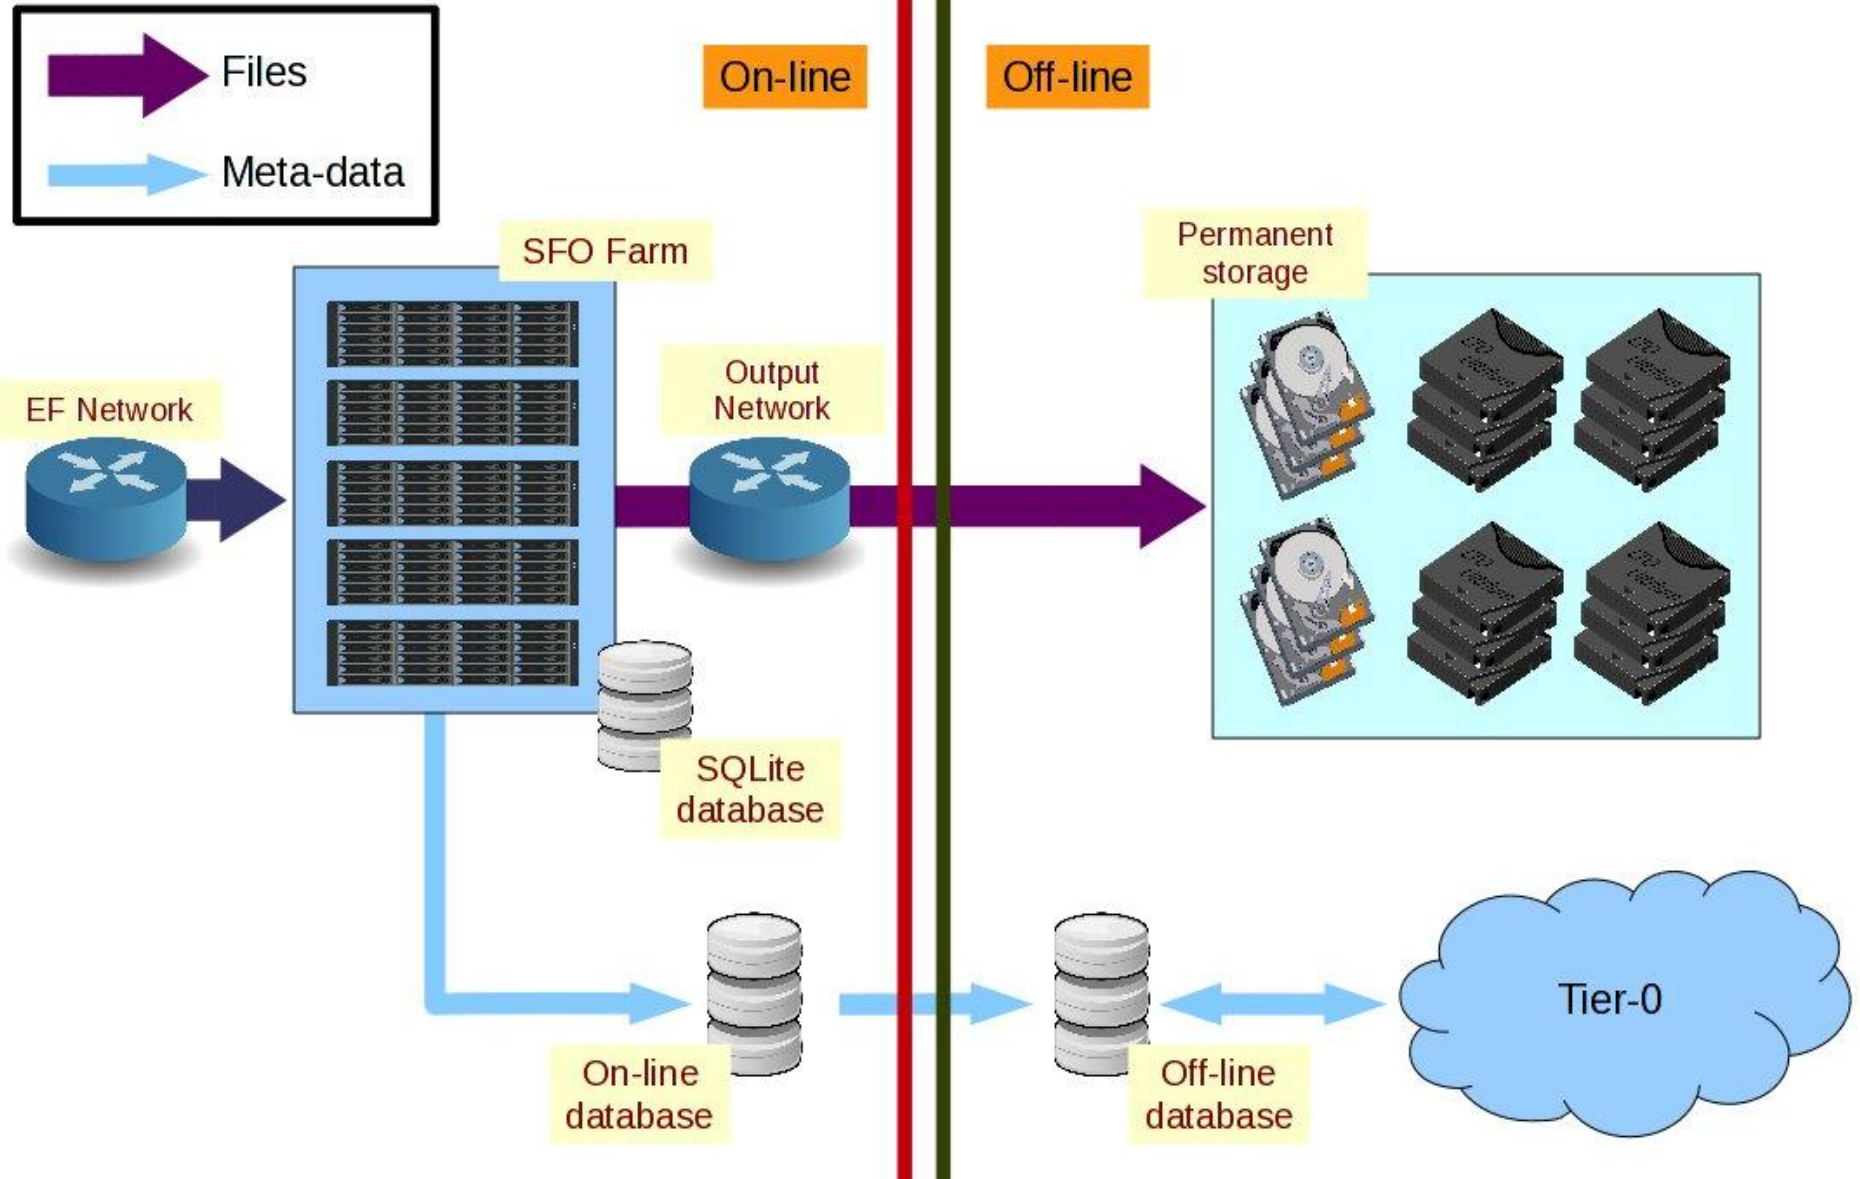 Files
Meta-data
On-line
Off-line
SFO Farm
Permanent
storage
EF Network
Output
Network
SQLite
database
Tier-0
On-line
database
Off-line
database